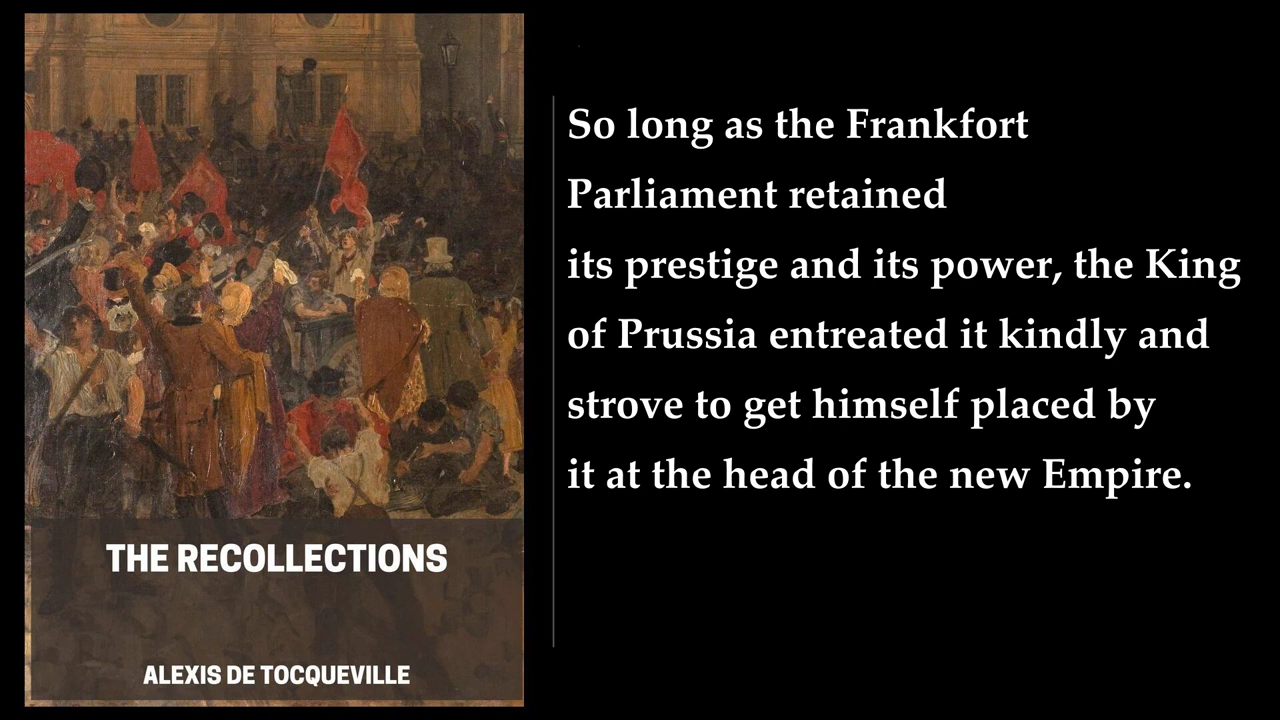 THE RECOLLECTIONS
ALEXIS DE TOCQUEVILLE
So long as the Frankfort
Parliament retained
its prestige and its power, the King
of Prussia entreated it kindly and
strove to get himself placed by
it at the head of the new Empire.